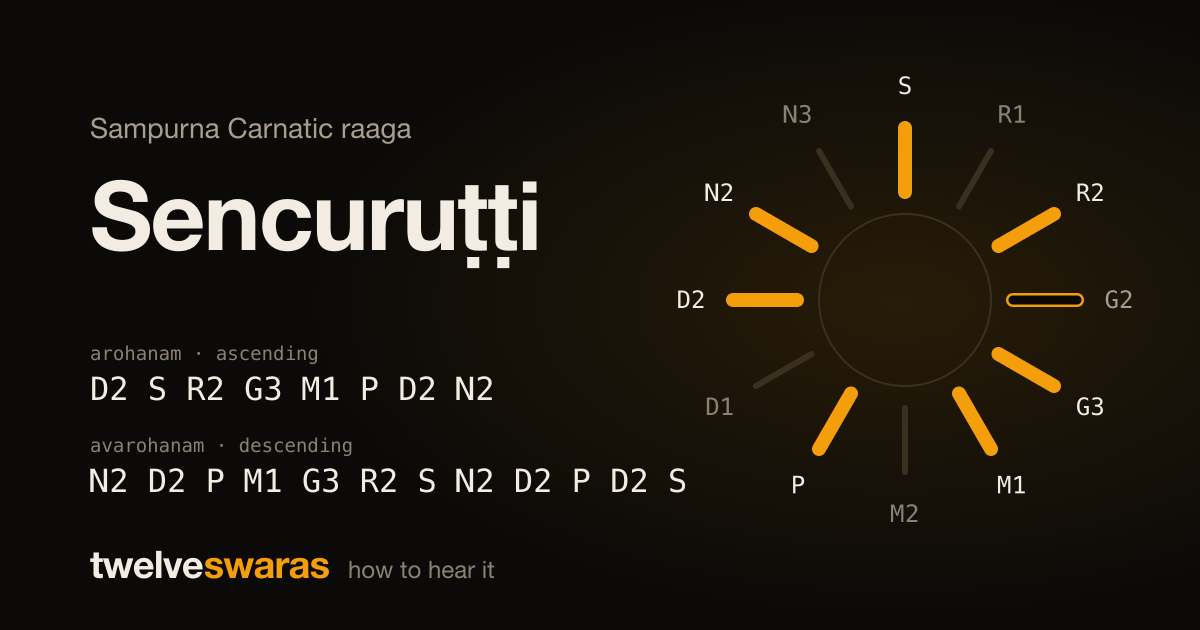 Sampurna Carnatic raaga
Sencuruṭṭi
arohanam · ascending
D2 S R2 G3 M1 P D2 N2
avarohanam · descending
N2 D2 P M1 G3 R2 S N2 D2 P D2 S
twelveswaras how to hear it
S
R1
R2
G2
G3
M1
M2
P
D1
D2
N2
N3